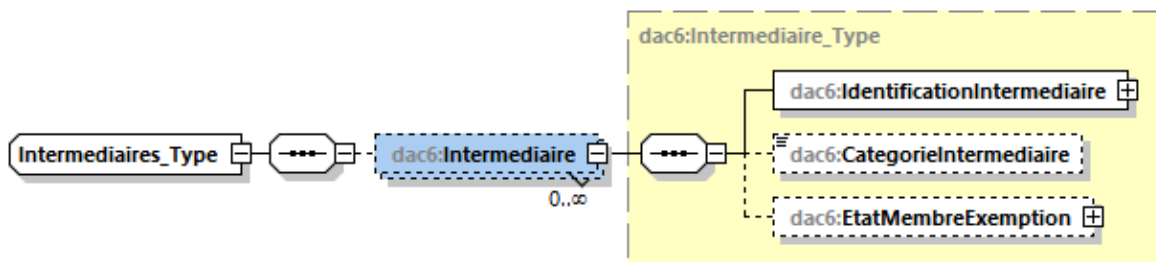 dac6:Intermediaire_Type
dac6:IdentificationIntermediaire
Intermediaires_Type
dac6:Intermediaire
dac6:CategorieIntermediaire
0..∞
dac6:EtatMembreExemption